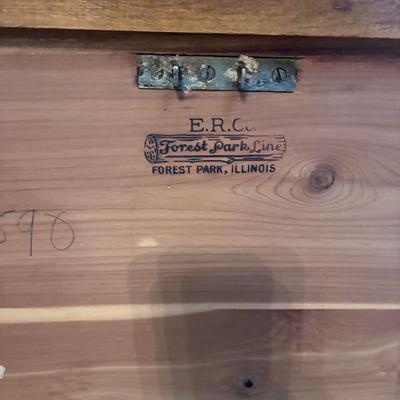 E.R.Co.
Forest Park Line
FOREST PARK, ILLINOIS
598